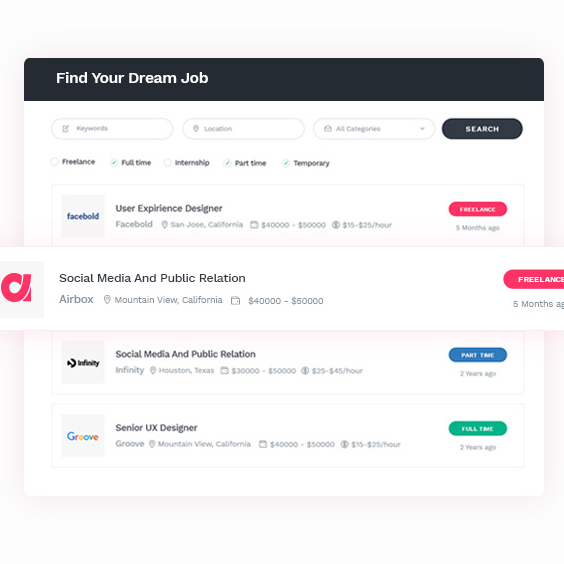 Find Your Dream Job
Keywords
Location
All Categories
SEARCH
Freelance Full time Internship Part time Temporary
facebold
User Expirience Designer
FREELANCE
Facebold San Jose, California $40000 - $50000 $15-$25/hour
5 Months ago
Social Media And Public Relation
FREELANCE
Airbox Mountain View, California $40000 - $50000
5 Months ag
Infinity
Social Media And Public Relation
PART TIME
Infinity Houston, Texas $30000 - $50000 $25-$45/hour
2 Years ago
Groove
Senior UX Designer
FULL TIME
Groove Mountain View, California $40000 - $50000 $15-$25/hour
2 Years ago